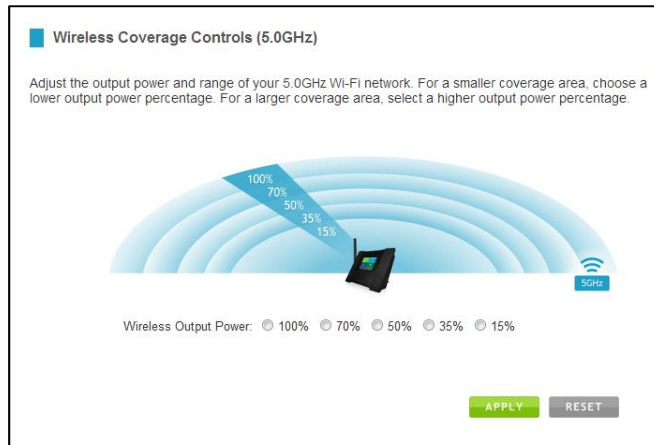 Wireless Coverage Controls (5.0GHz)
Adjust the output power and range of your 5.0GHz Wi-Fi network. For a smaller coverage area, choose a
lower output power percentage. For a larger coverage area, select a higher output power percentage.
100%
70%
50%
35%
15%
5GHz
Wireless Output Power: 100% 70% 50% 35% 15%
APPLY RESET